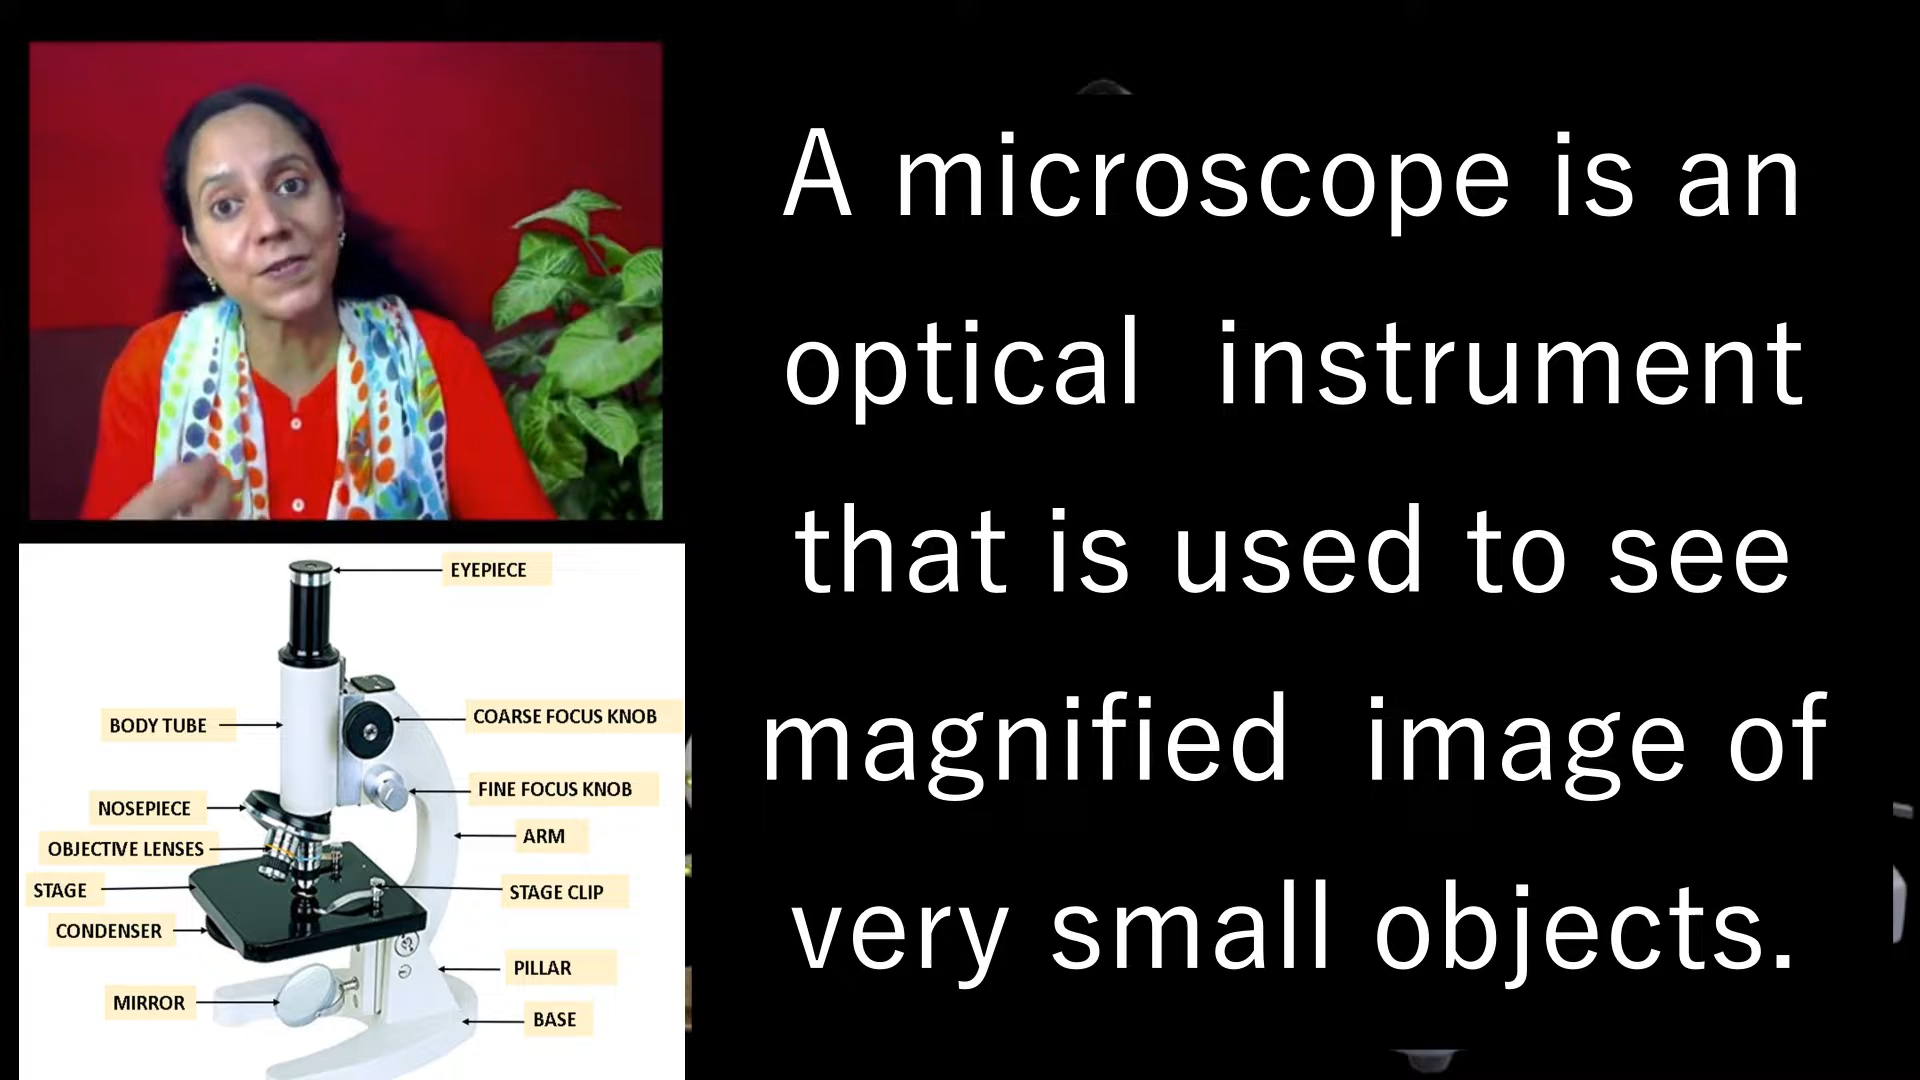 A microscope is an
optical instrument
that is used to see
magnified image of
very small objects.
EYEPIECE
BODY TUBE
COARSE FOCUS KNOB
FINE FOCUS KNOB
NOSEPIECE
ARM
OBJECTIVE LENSES
STAGE
STAGE CLIP
CONDENSER
PILLAR
MIRROR
BASE